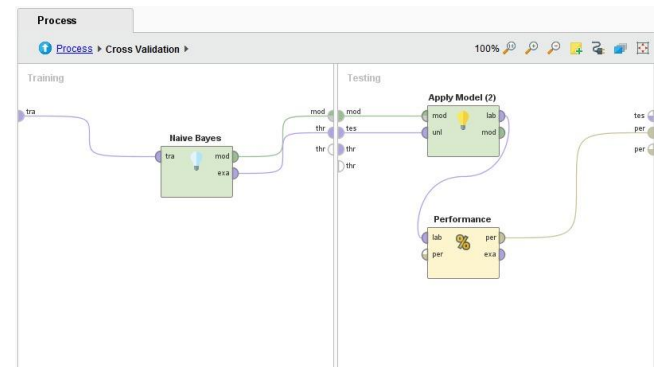 Process
Process ▸ Cross Validation ▸
100%
Training
Testing
tra
mod
thr
thr
Naive Bayes
tra
mod
exa
mod
tes
thr
thr
Apply Model (2)
mod
lab
unl
mod
Performance
lab
per
per
exa
tes
per
per